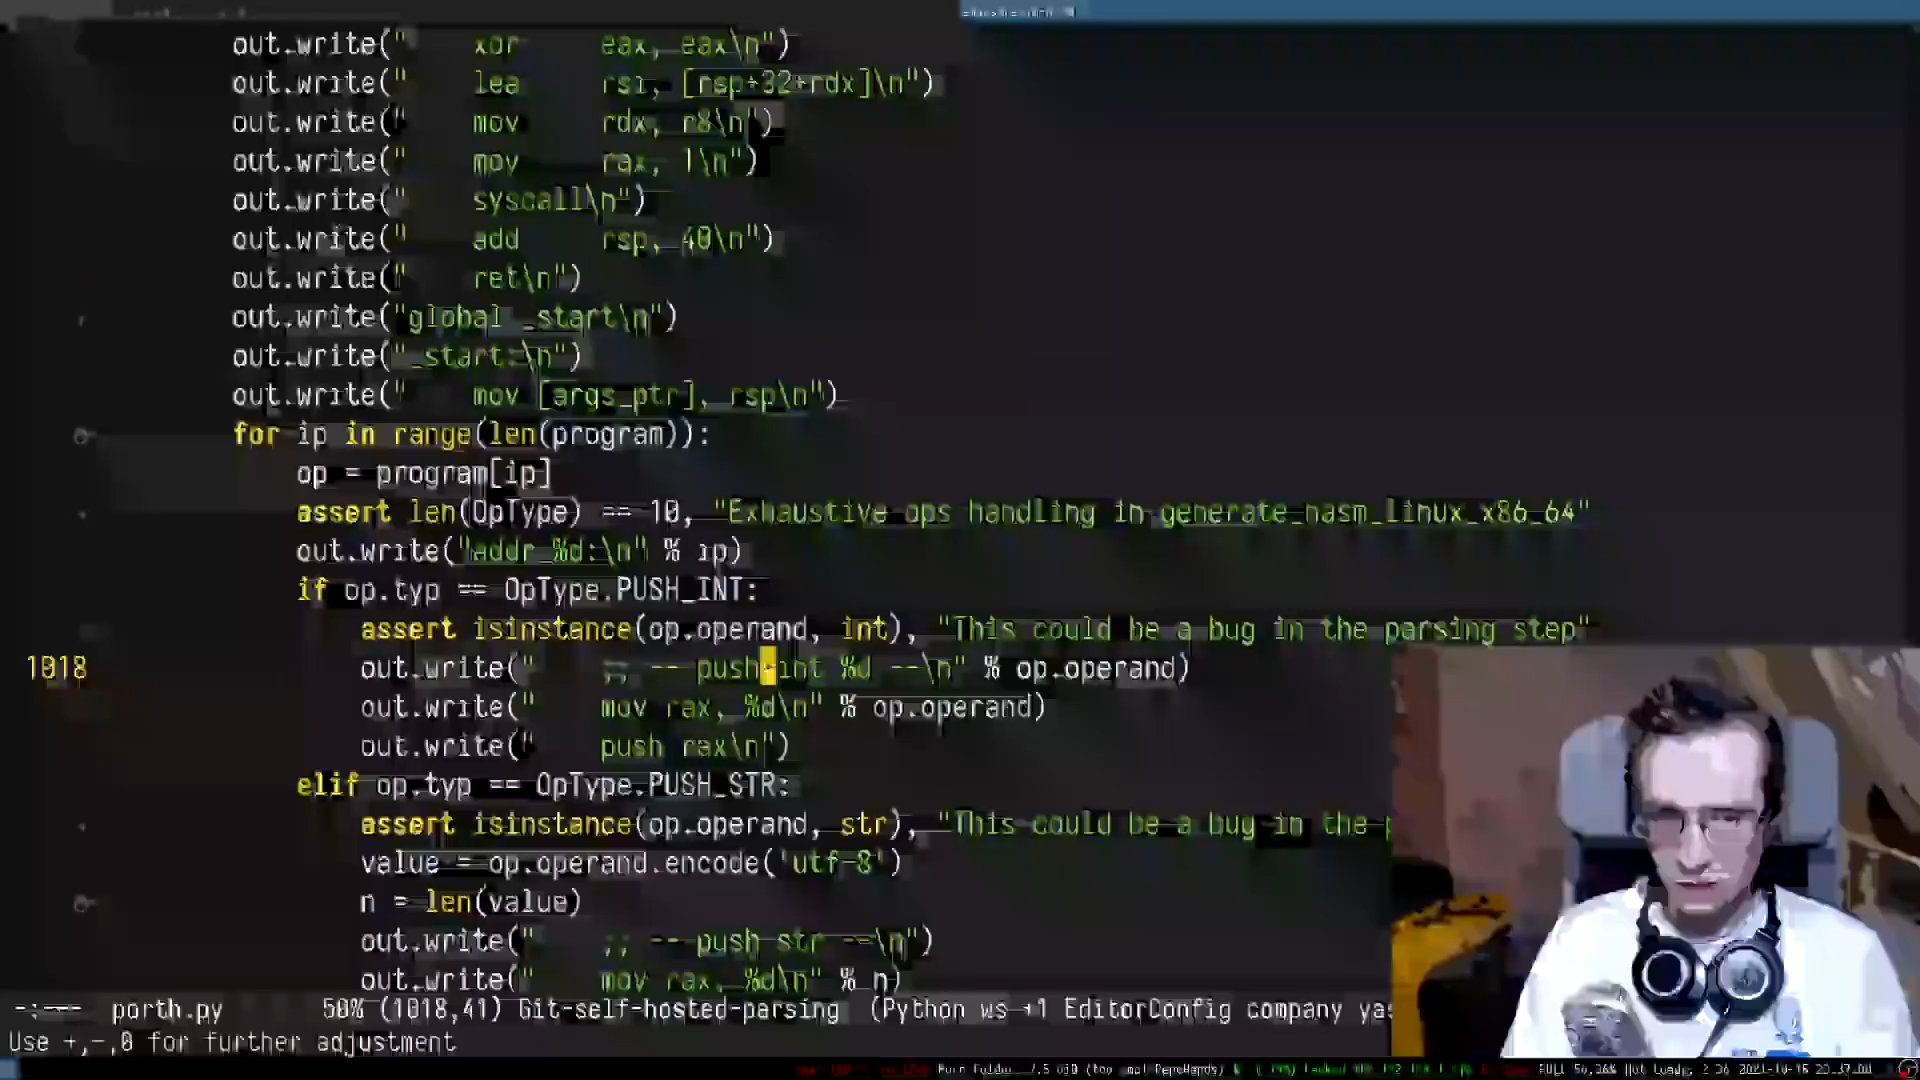 out.write("    xor     eax, eax\n")
out.write("    lea     rsi, [rsp+32+rdx]\n")
out.write("    mov     rdx, r8\n")
out.write("    mov     rax, 1\n")
out.write("    syscall\n")
out.write("    add     rsp, 40\n")
out.write("    ret\n")
out.write("global _start\n")
out.write("_start:\n")
out.write("    mov [args_ptr], rsp\n")
for ip in range(len(program)):
op = program[ip]
assert len(OpType) == 10, "Exhaustive ops handling in generate_nasm_linux_x86_64"
out.write("addr_%d:\n" % ip)
if op.typ == OpType.PUSH_INT:
assert isinstance(op.operand, int), "This could be a bug in the parsing step"
1018 out.write("    ;; -- push int %d --\n" % op.operand)
out.write("    mov rax, %d\n" % op.operand)
out.write("    push rax\n")
elif op.typ == OpType.PUSH_STR:
assert isinstance(op.operand, str), "This could be a bug in the
value = op.operand.encode('utf-8')
n = len(value)
out.write("    ;; -- push str --\n")
out.write("    mov rax, %d\n" % n)
-:--- porth.py 50% (1018,41) Git-self-hosted-parsing (Python ws +1 EditorConfig company yas
Use +,-,0 for further adjustment